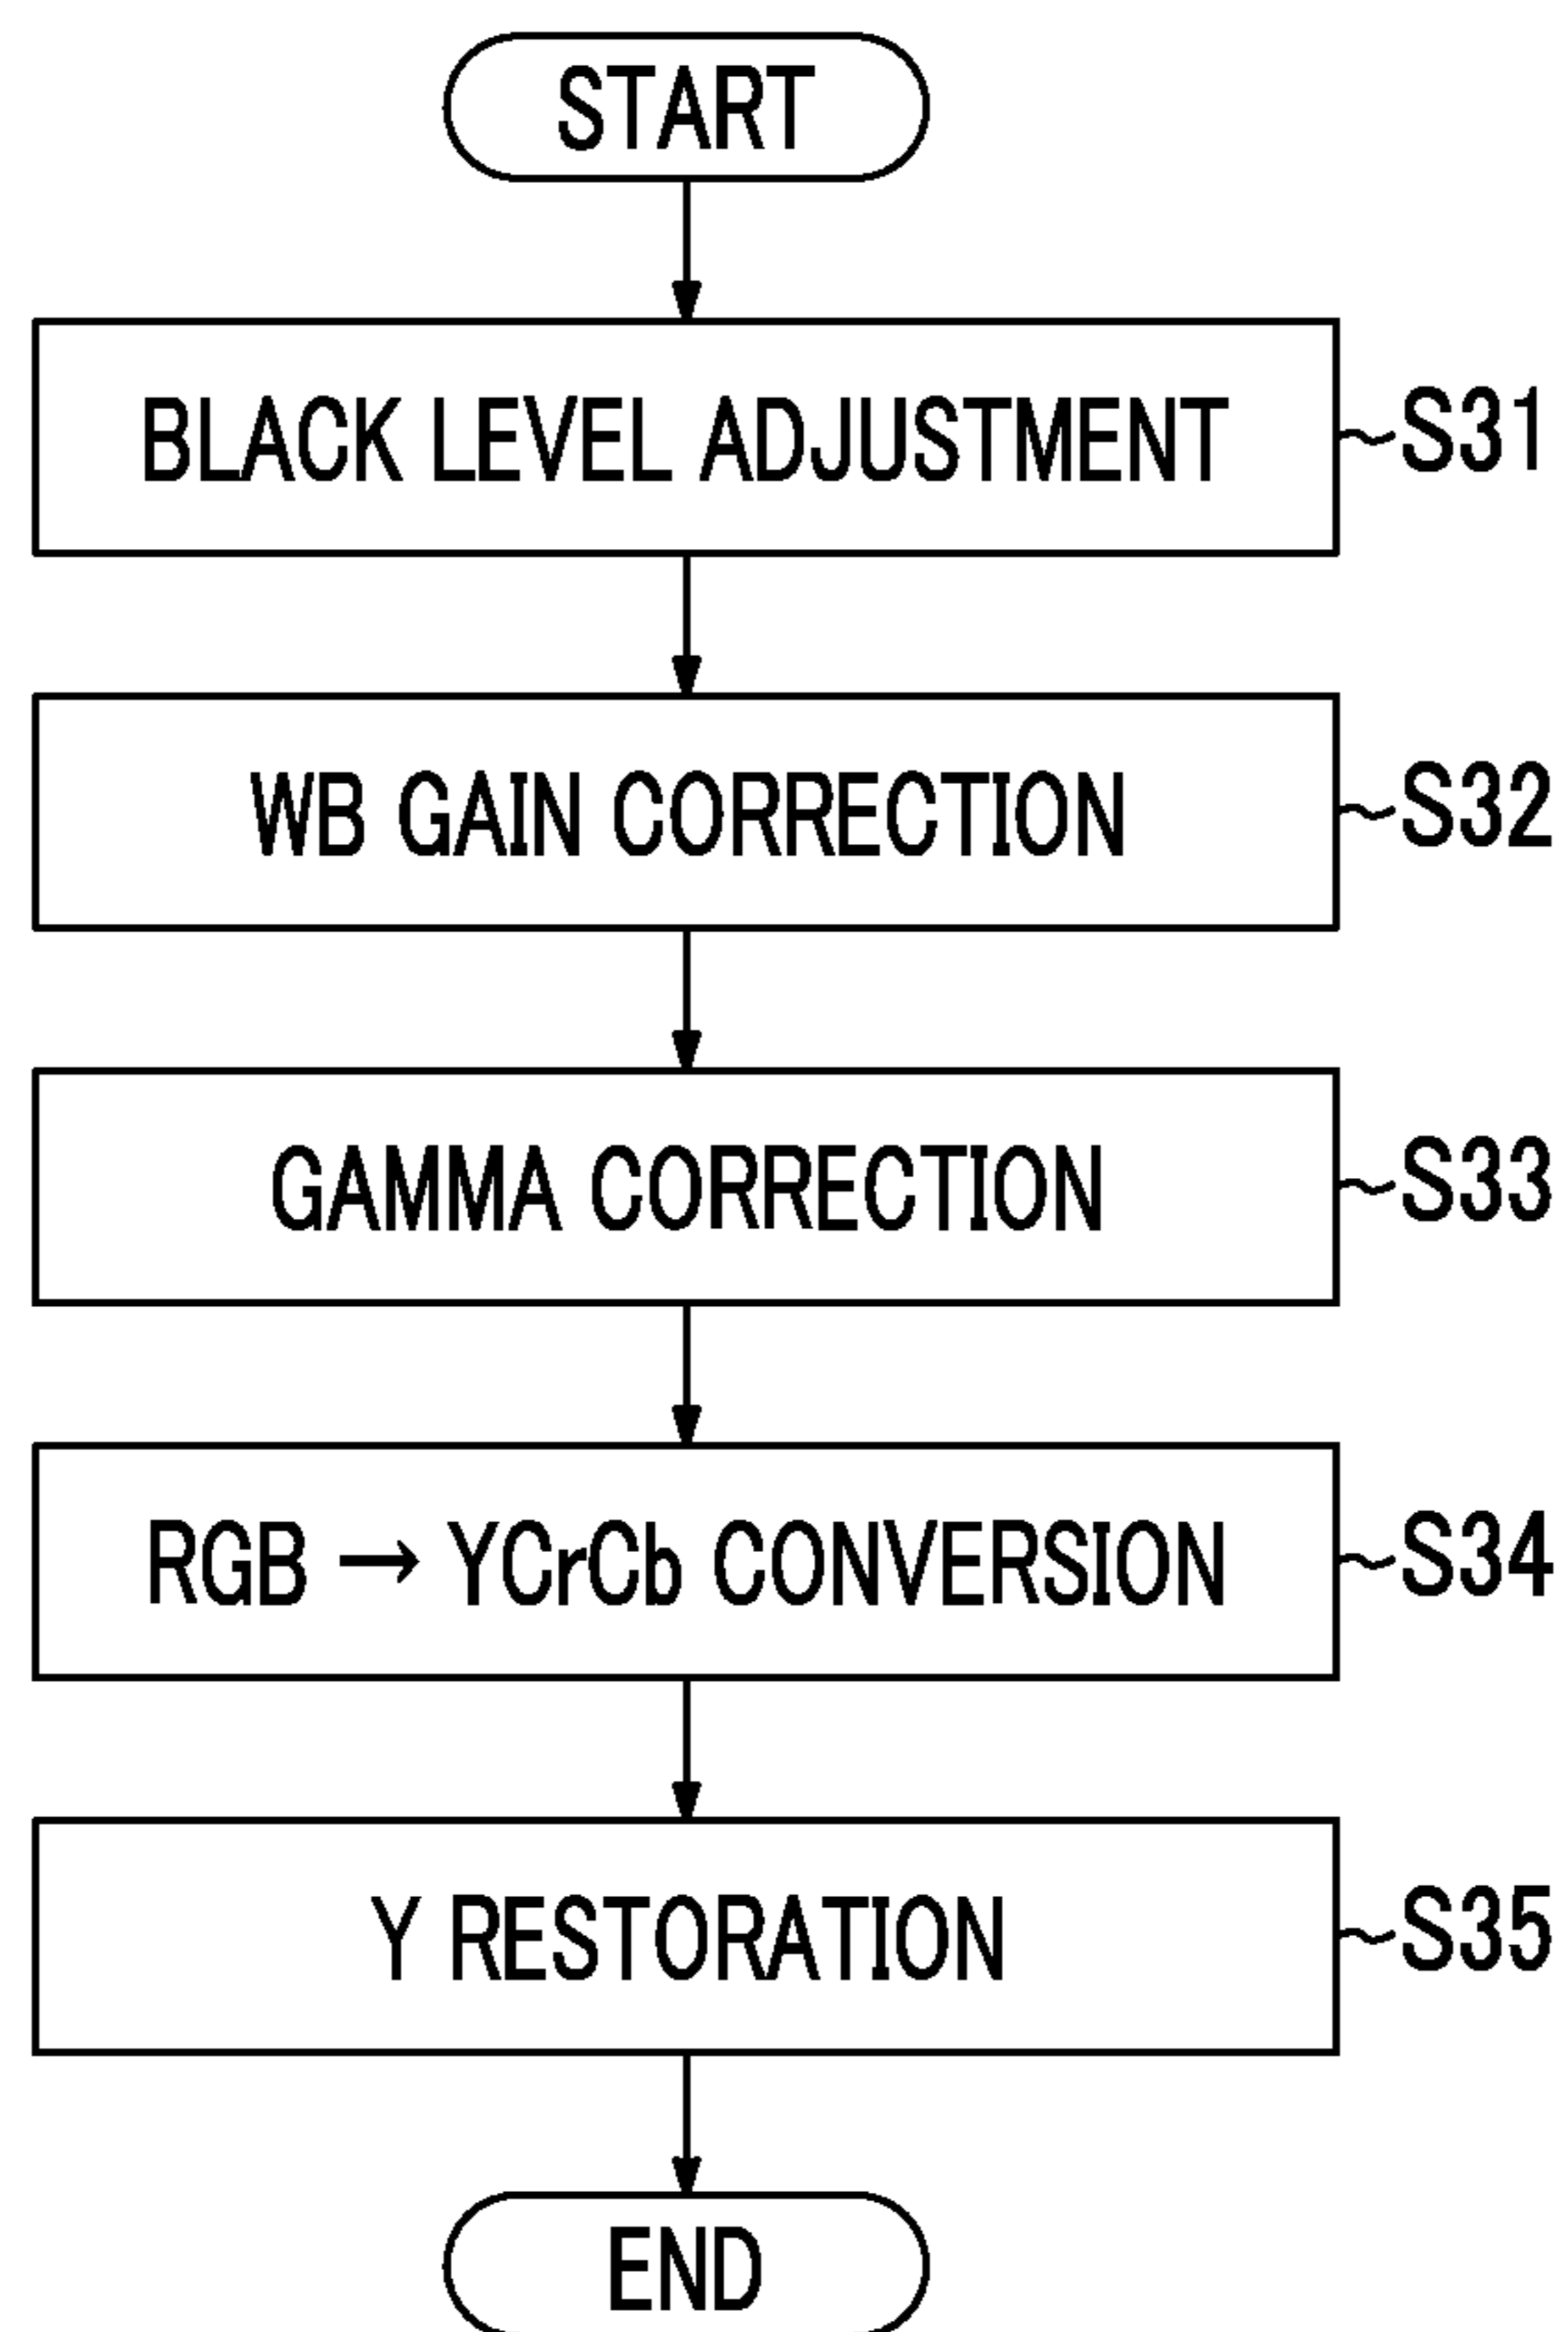 START
BLACK LEVEL ADJUSTMENT S31
WB GAIN CORRECTION S32
GAMMA CORRECTION S33
RGB → YCrCb CONVERSION S34
Y RESTORATION S35
END